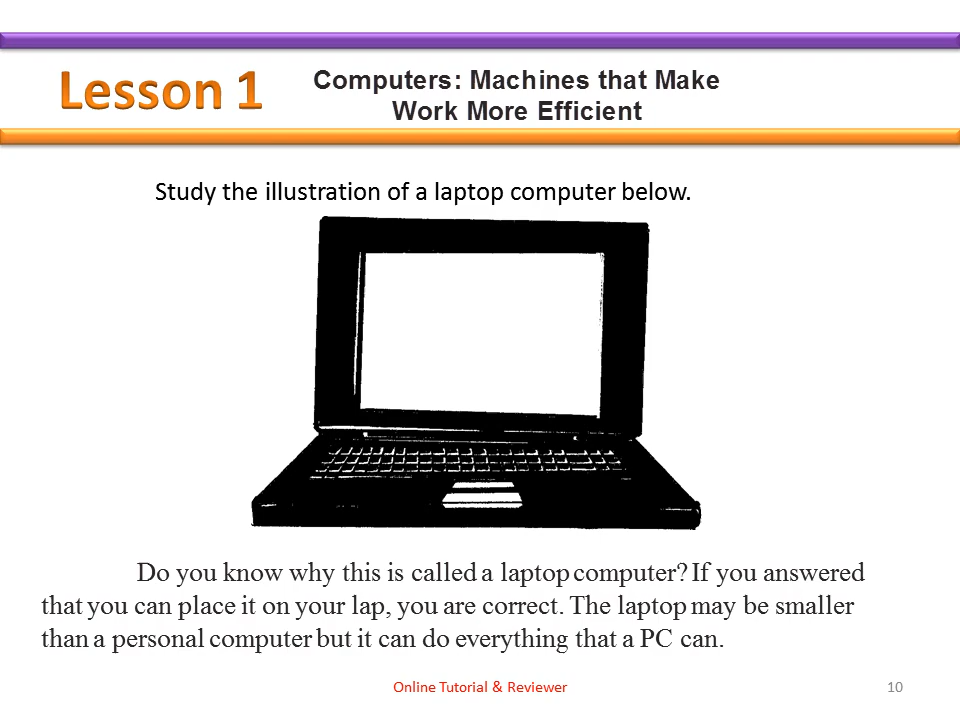 Lesson 1
Computers: Machines that Make
Work More Efficient
Study the illustration of a laptop computer below.
Do you know why this is called a laptop computer? If you answered
that you can place it on your lap, you are correct. The laptop may be smaller
than a personal computer but it can do everything that a PC can.
Online Tutorial & Reviewer
10